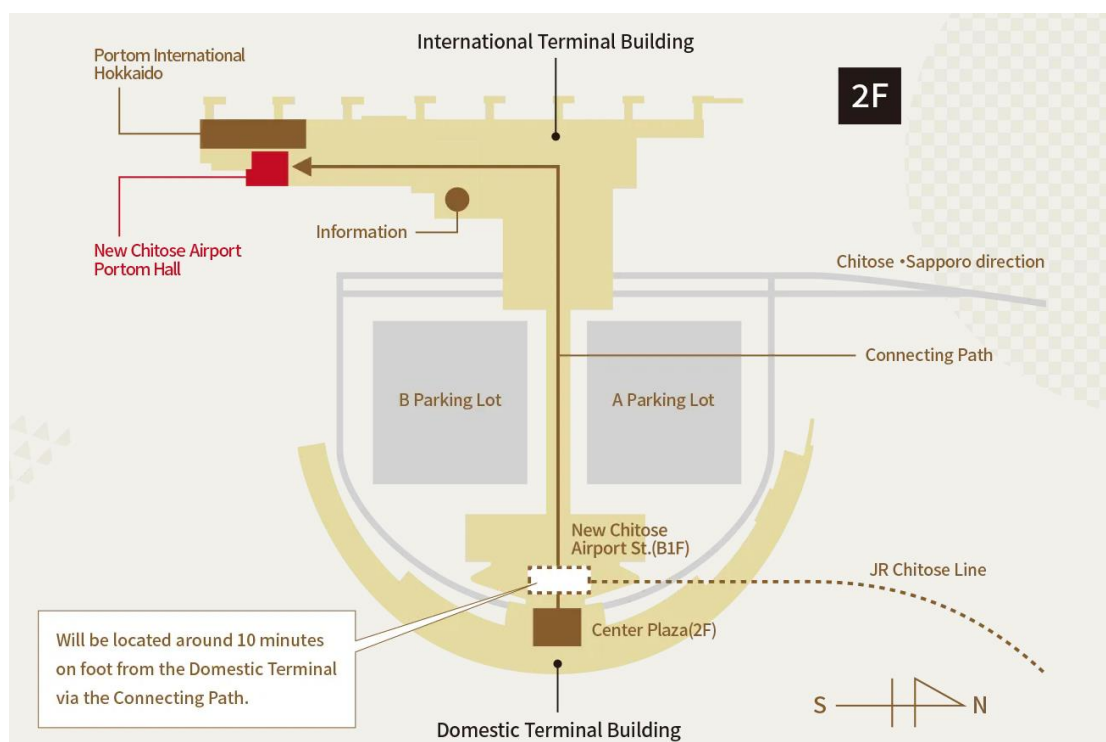 International Terminal Building
2F
Portom International
Hokkaido
Information
New Chitose Airport
Portom Hall
Chitose •Sapporo direction
Connecting Path
B Parking Lot
A Parking Lot
New Chitose
Airport St.(B1F)
JR Chitose Line
Center Plaza(2F)
Will be located around 10 minutes
on foot from the Domestic Terminal
via the Connecting Path.
S
N
Domestic Terminal Building